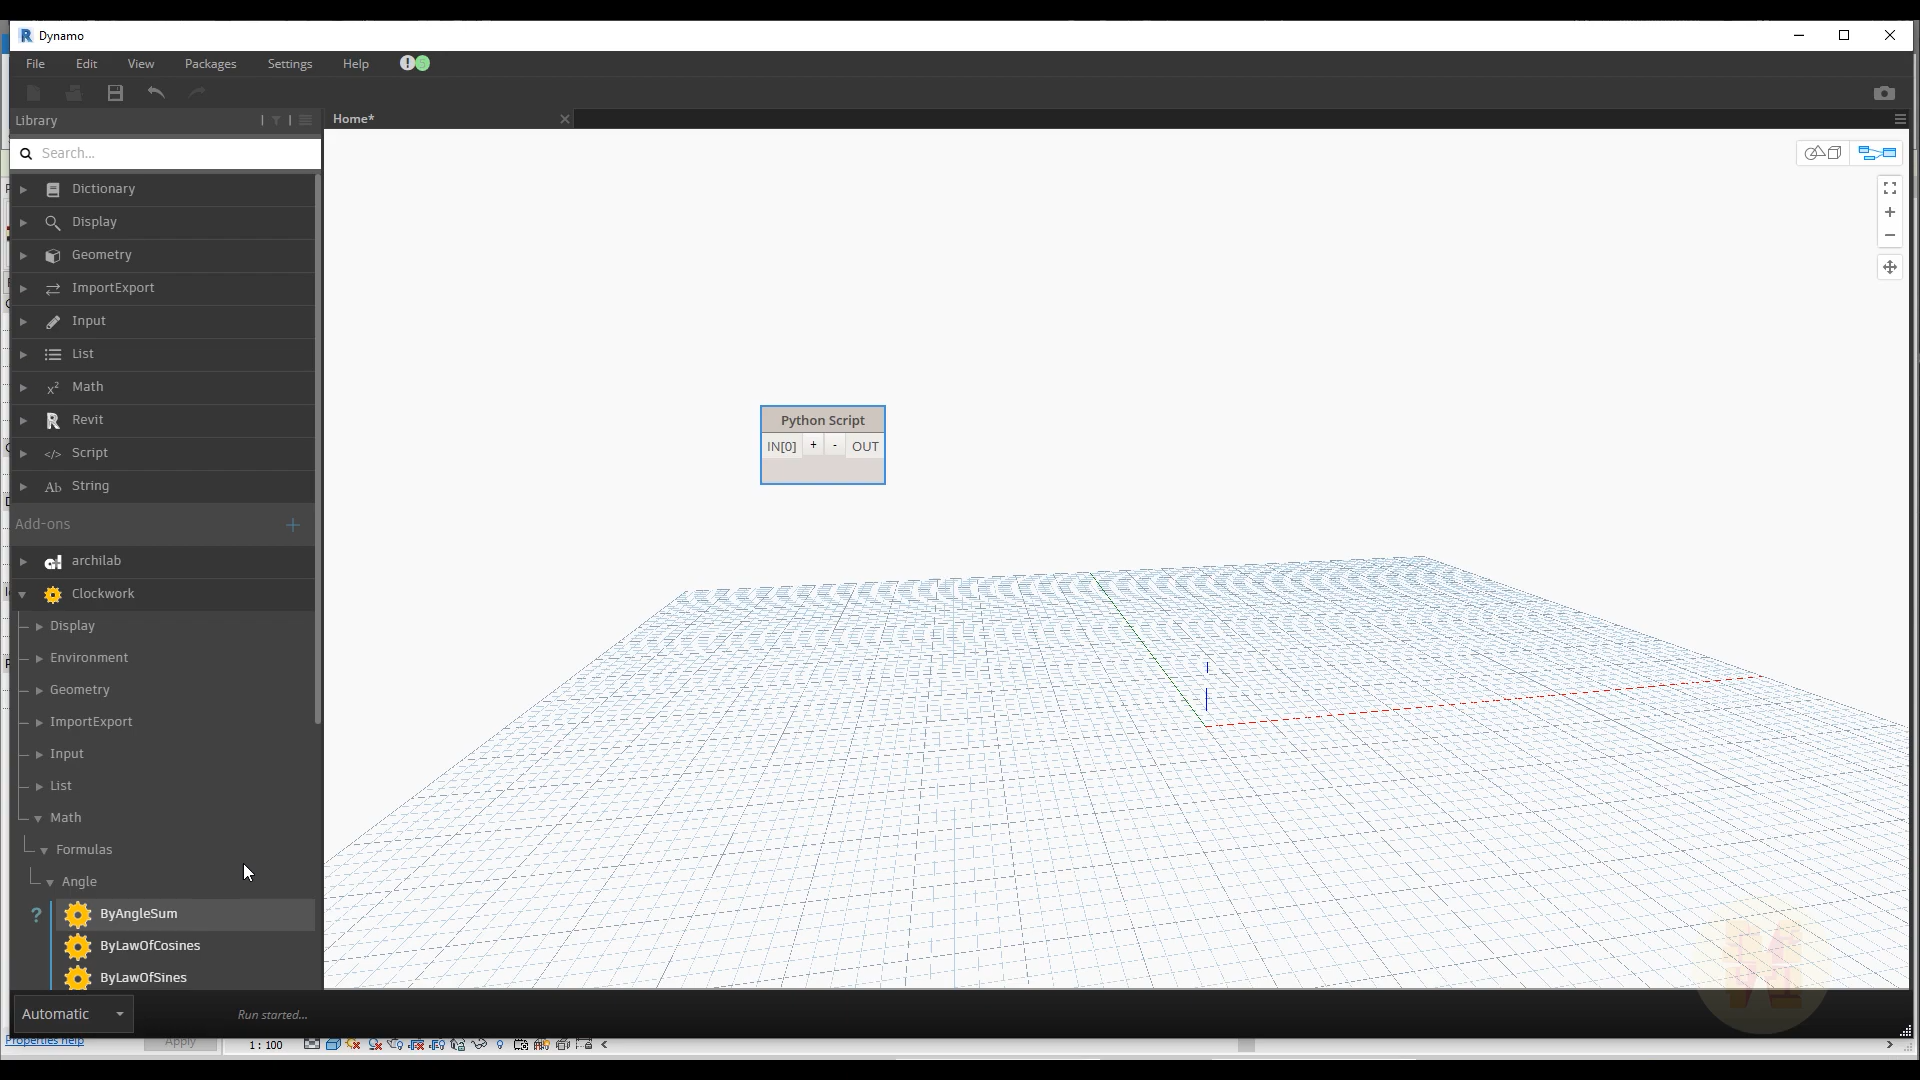 Dynamo
File Edit View Packages Settings Help
Library
Home*
Search...
Dictionary
Display
Geometry
ImportExport
Input
List
Math
Revit
Script
String
Add-ons
archilab
Clockwork
Display
Environment
Geometry
ImportExport
Input
List
Math
Formulas
Angle
? ByAngleSum
ByLawOfCosines
ByLawOfSines
Python Script
IN[0] + - OUT
Automatic
Run started...
Properties help
Apply
1 : 100